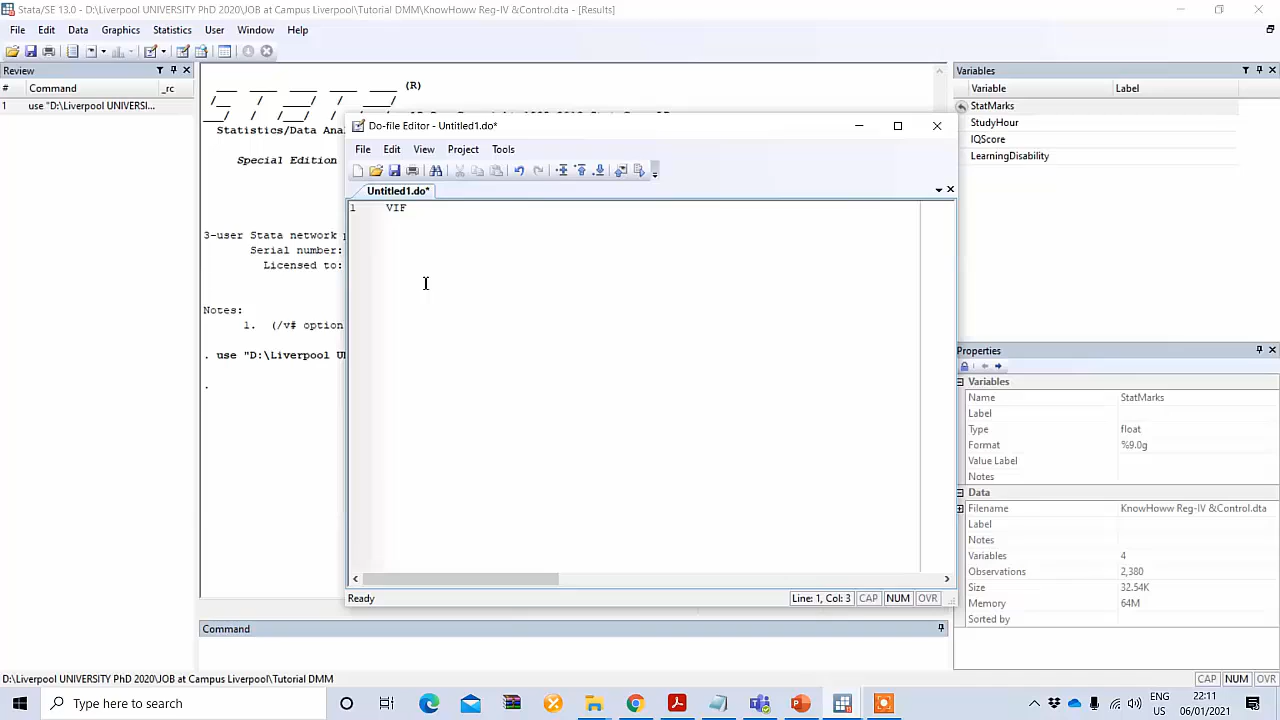 Stata/SE 13.0 - D:\Liverpool UNIVERSITY PhD 2020\JOB at Campus Liverpool\Tutorial DMM\KnowHoww Reg-IV &Control.dta - [Results]
File Edit Data Graphics Statistics User Window Help
Review
# Command _rc
1 use "D:\Liverpool UNIVERSI...
(R)
Statistics/Data Anal
Special Edition
3-user Stata network p
Serial number:
Licensed to:
Notes:
1. (/v# option
. use "D:\Liverpool UN
.
Do-file Editor - Untitled1.do*
File Edit View Project Tools
Untitled1.do*
1 VIF
Ready
Line: 1, Col: 3 CAP NUM OVR
Command
Variables
Variable Label
StatMarks
StudyHour
IQScore
LearningDisability
Properties
Variables
Name StatMarks
Label
Type float
Format %9.0g
Value Label
Notes
Data
Filename KnowHoww Reg-IV &Control.dta
Label
Notes
Variables 4
Observations 2,380
Size 32.54K
Memory 64M
Sorted by
D:\Liverpool UNIVERSITY PhD 2020\JOB at Campus Liverpool\Tutorial DMM
CAP NUM OVR
Type here to search
ENG
US
22:11
06/01/2021